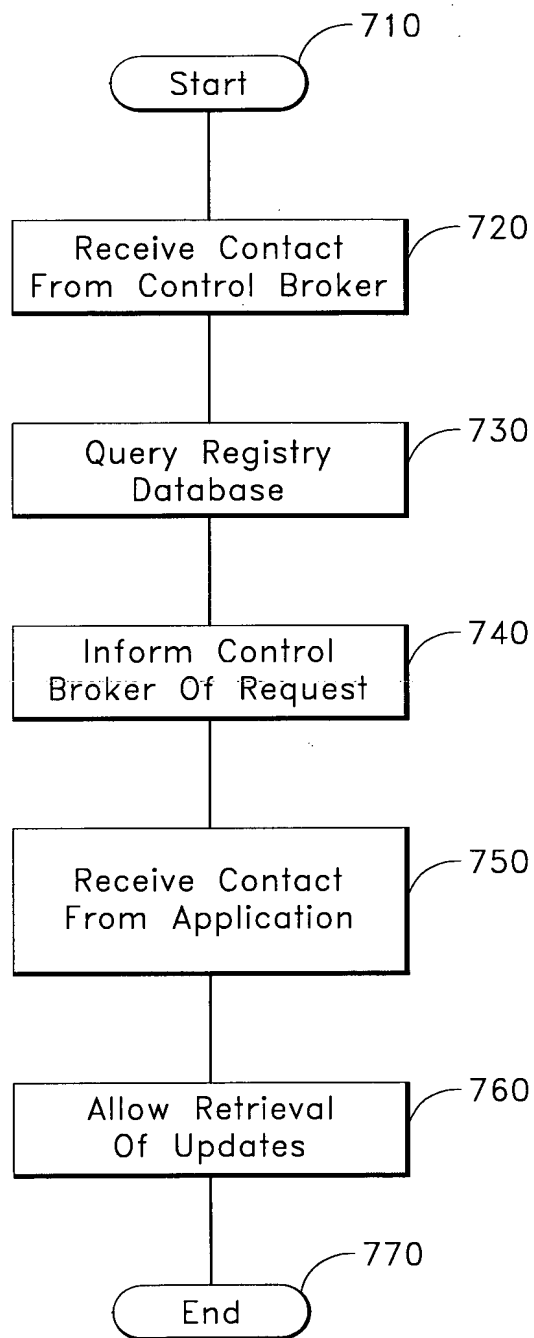 710
Start
720
Receive Contact
From Control Broker
730
Query Registry
Database
740
Inform Control
Broker Of Request
750
Receive Contact
From Application
760
Allow Retrieval
Of Updates
770
End